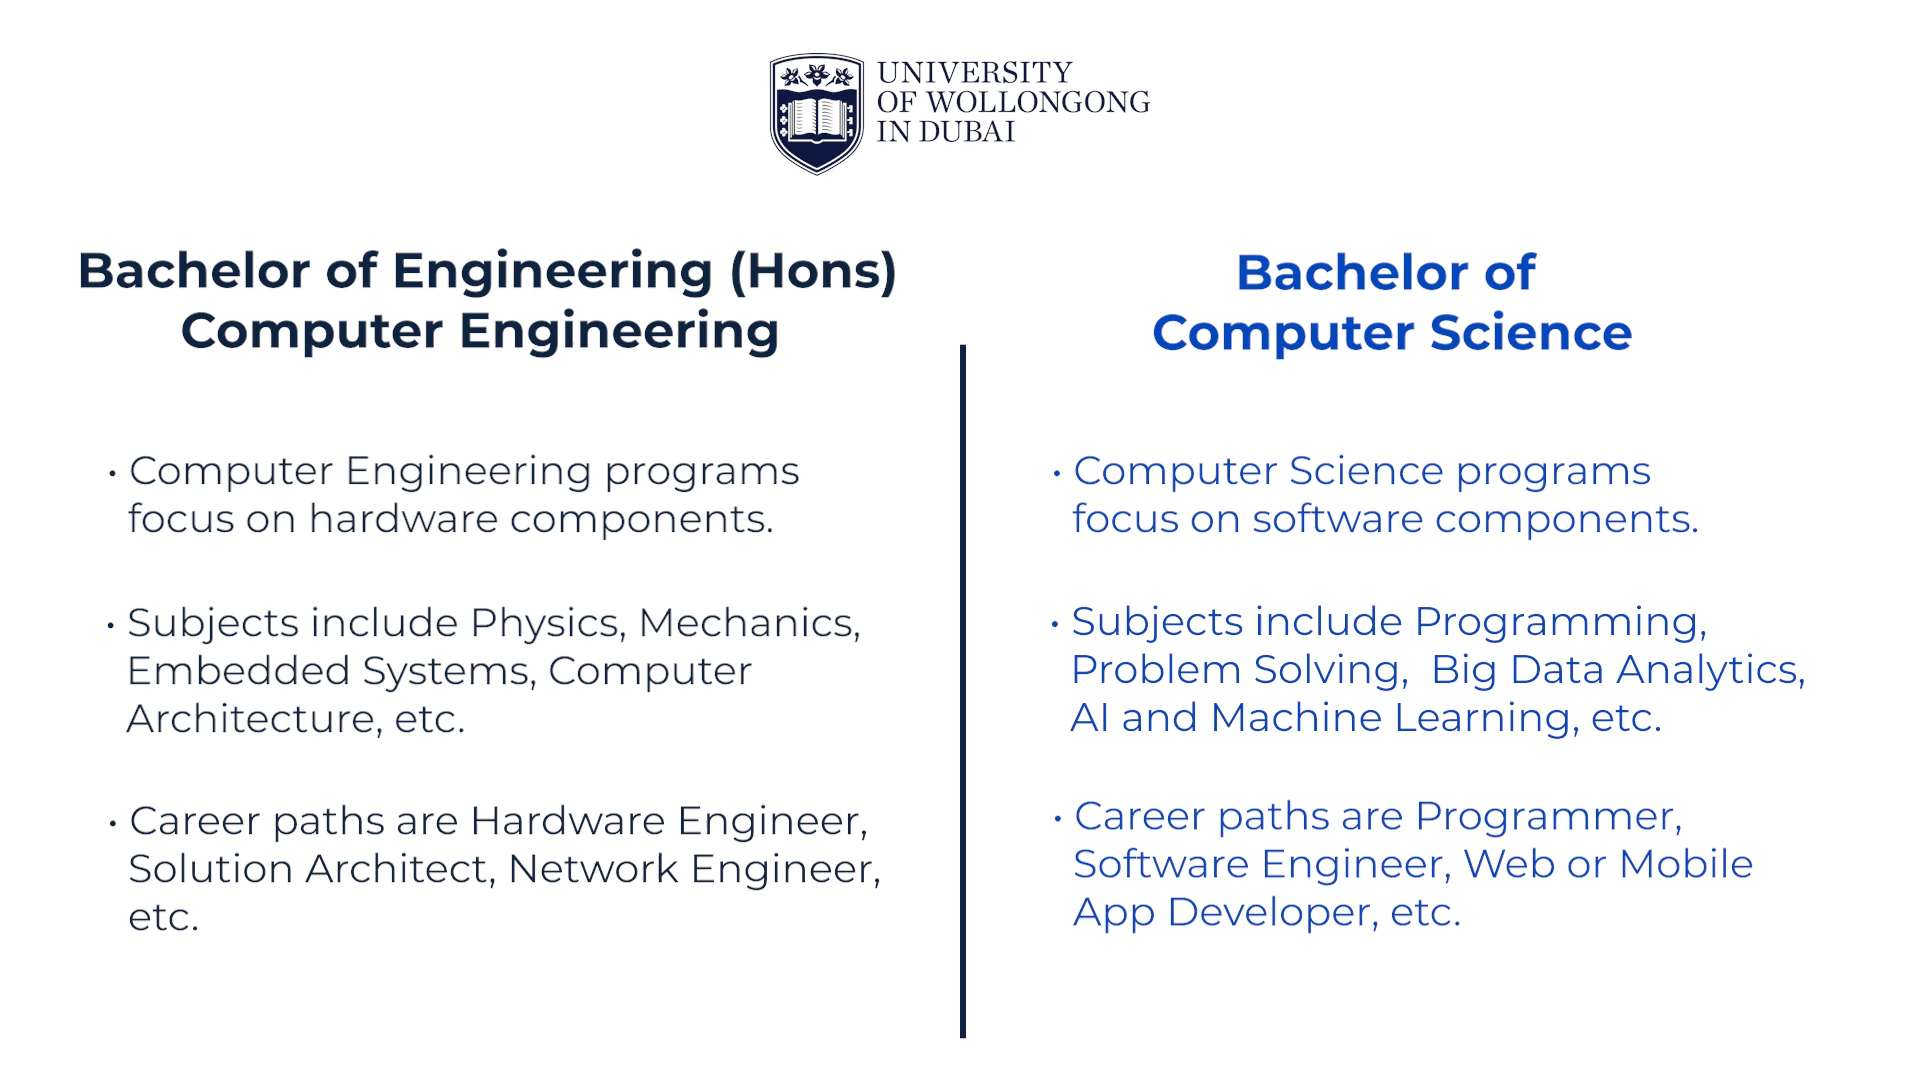 UNIVERSITY
OF WOLLONGONG
IN DUBAI
Bachelor of Engineering (Hons)
Computer Engineering
• Computer Engineering programs
focus on hardware components.
• Subjects include Physics, Mechanics,
Embedded Systems, Computer
Architecture, etc.
• Career paths are Hardware Engineer,
Solution Architect, Network Engineer,
etc.
Bachelor of
Computer Science
• Computer Science programs
focus on software components.
• Subjects include Programming,
Problem Solving,  Big Data Analytics,
AI and Machine Learning, etc.
• Career paths are Programmer,
Software Engineer, Web or Mobile
App Developer, etc.